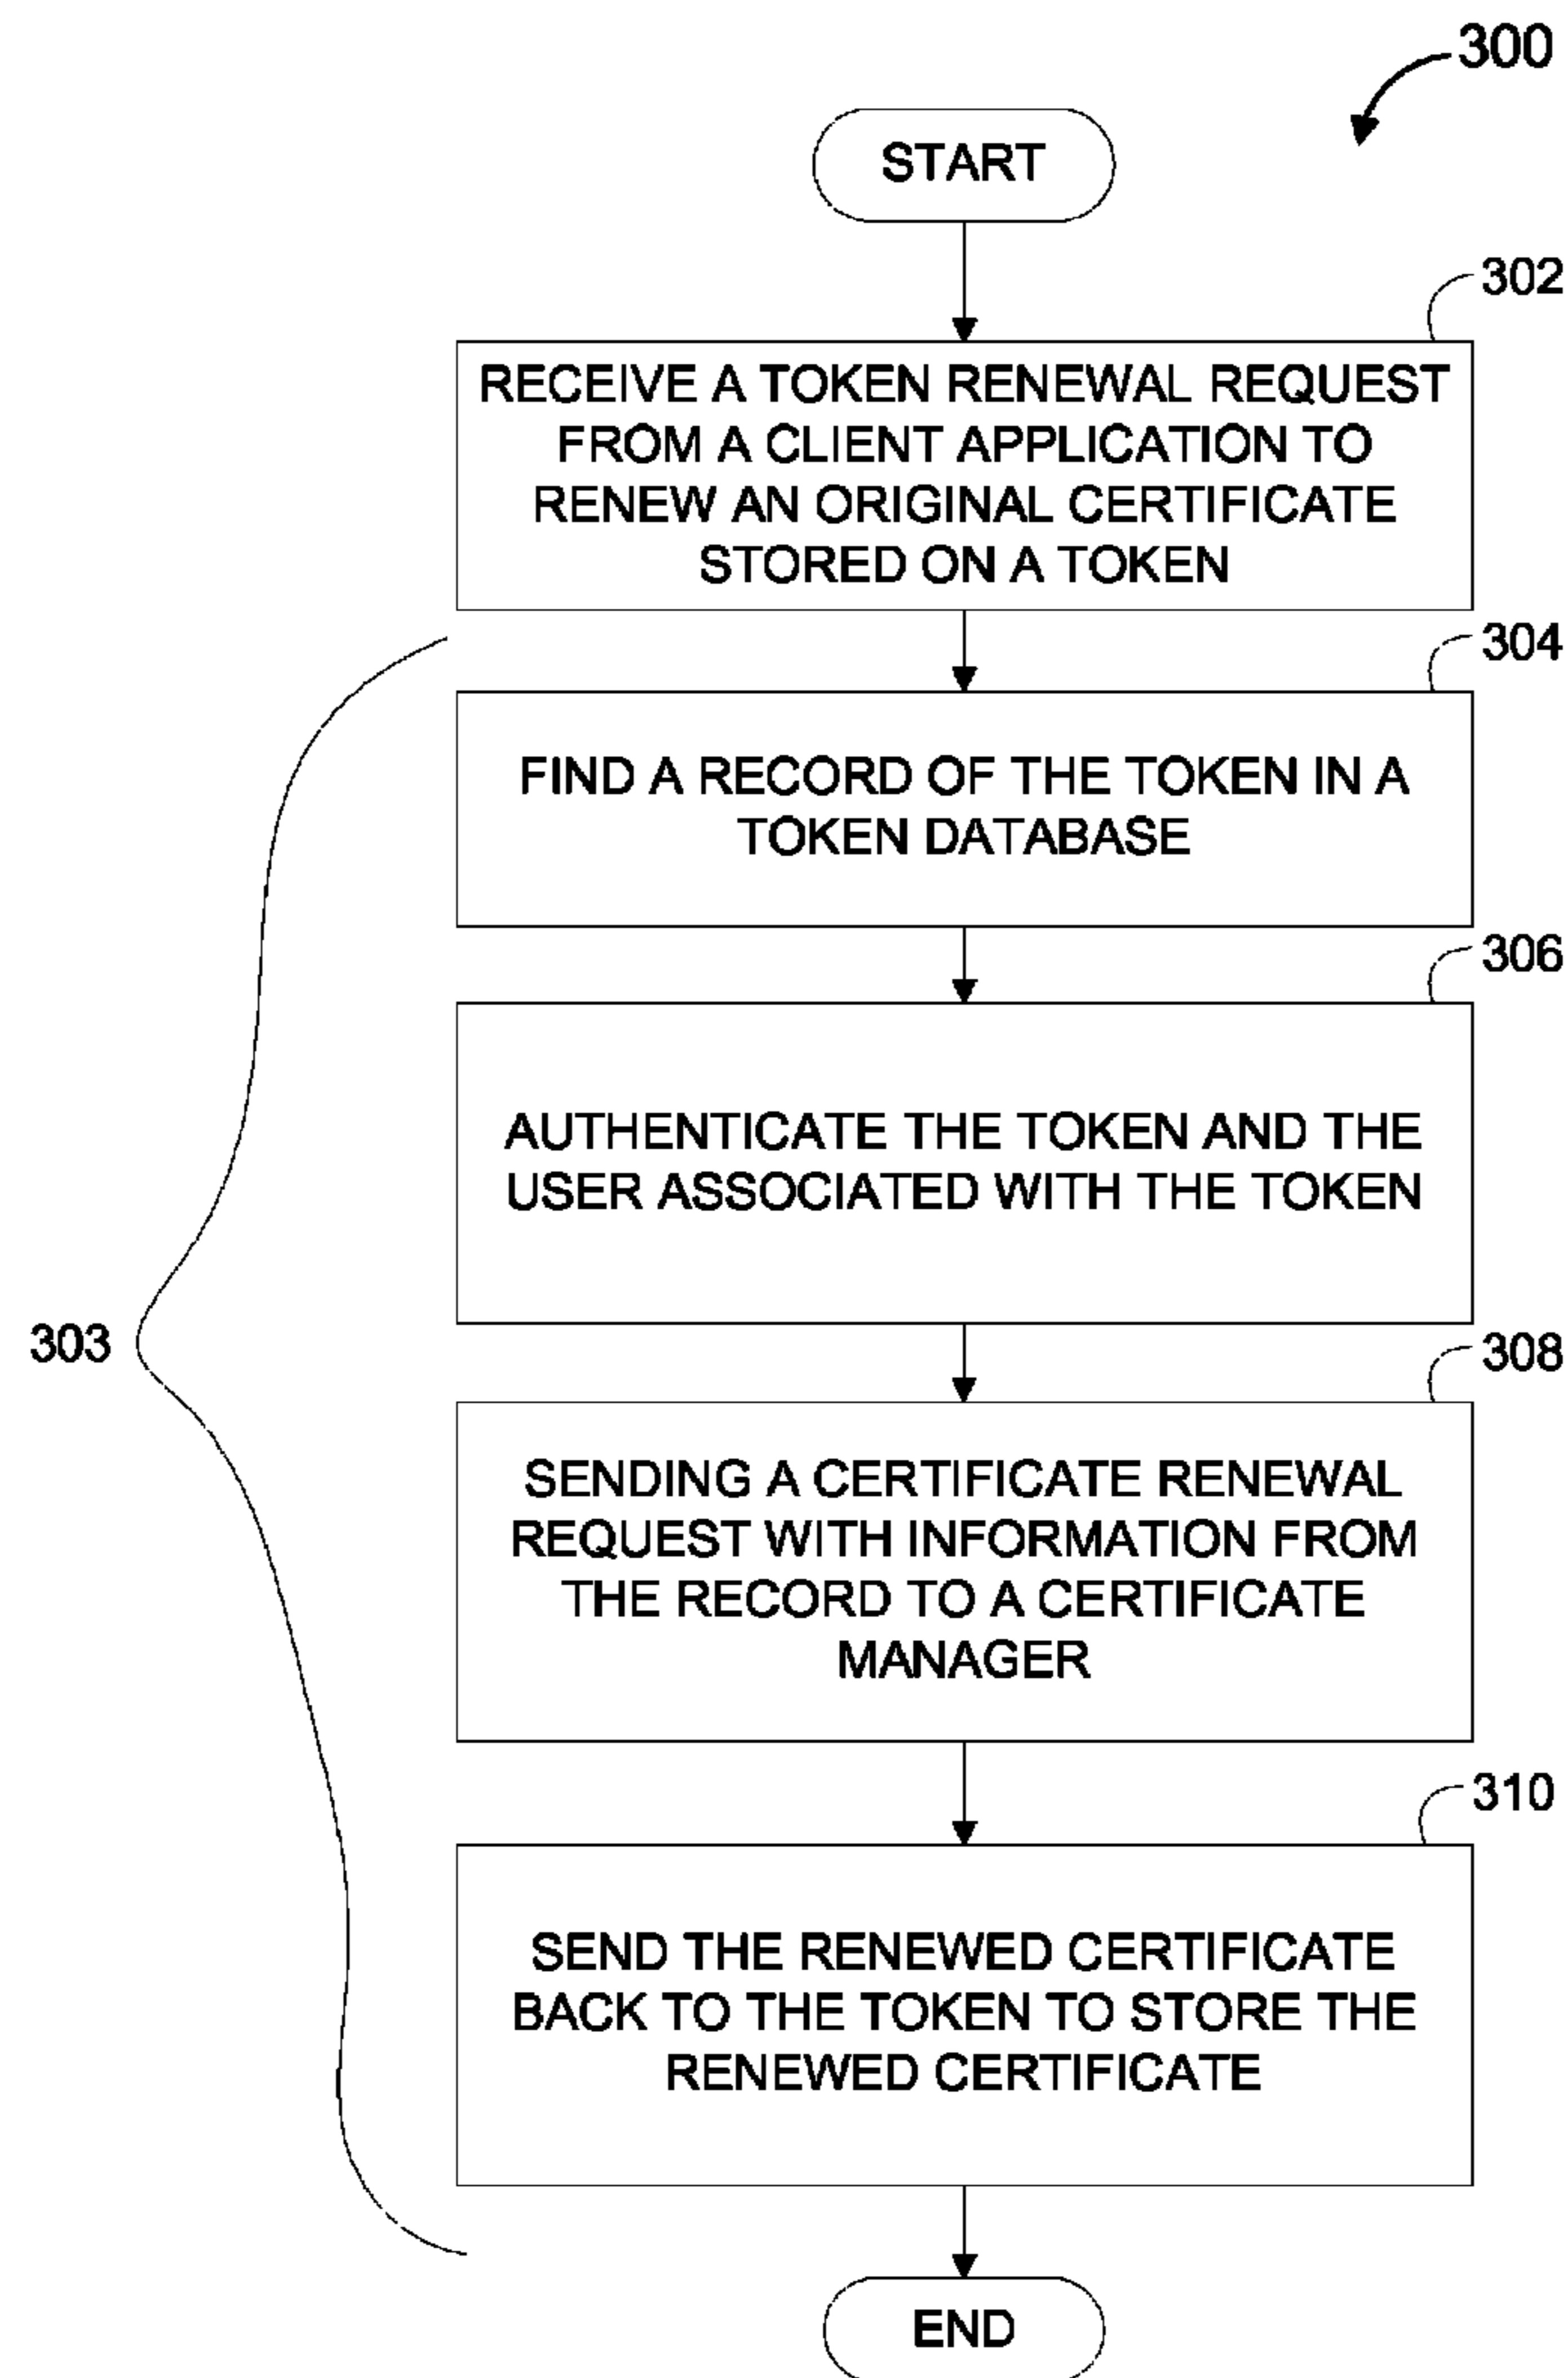 300
START
302
RECEIVE A TOKEN RENEWAL REQUEST
FROM A CLIENT APPLICATION TO
RENEW AN ORIGINAL CERTIFICATE
STORED ON A TOKEN
304
FIND A RECORD OF THE TOKEN IN A
TOKEN DATABASE
306
AUTHENTICATE THE TOKEN AND THE
USER ASSOCIATED WITH THE TOKEN
303
308
SENDING A CERTIFICATE RENEWAL
REQUEST WITH INFORMATION FROM
THE RECORD TO A CERTIFICATE
MANAGER
310
SEND THE RENEWED CERTIFICATE
BACK TO THE TOKEN TO STORE THE
RENEWED CERTIFICATE
END